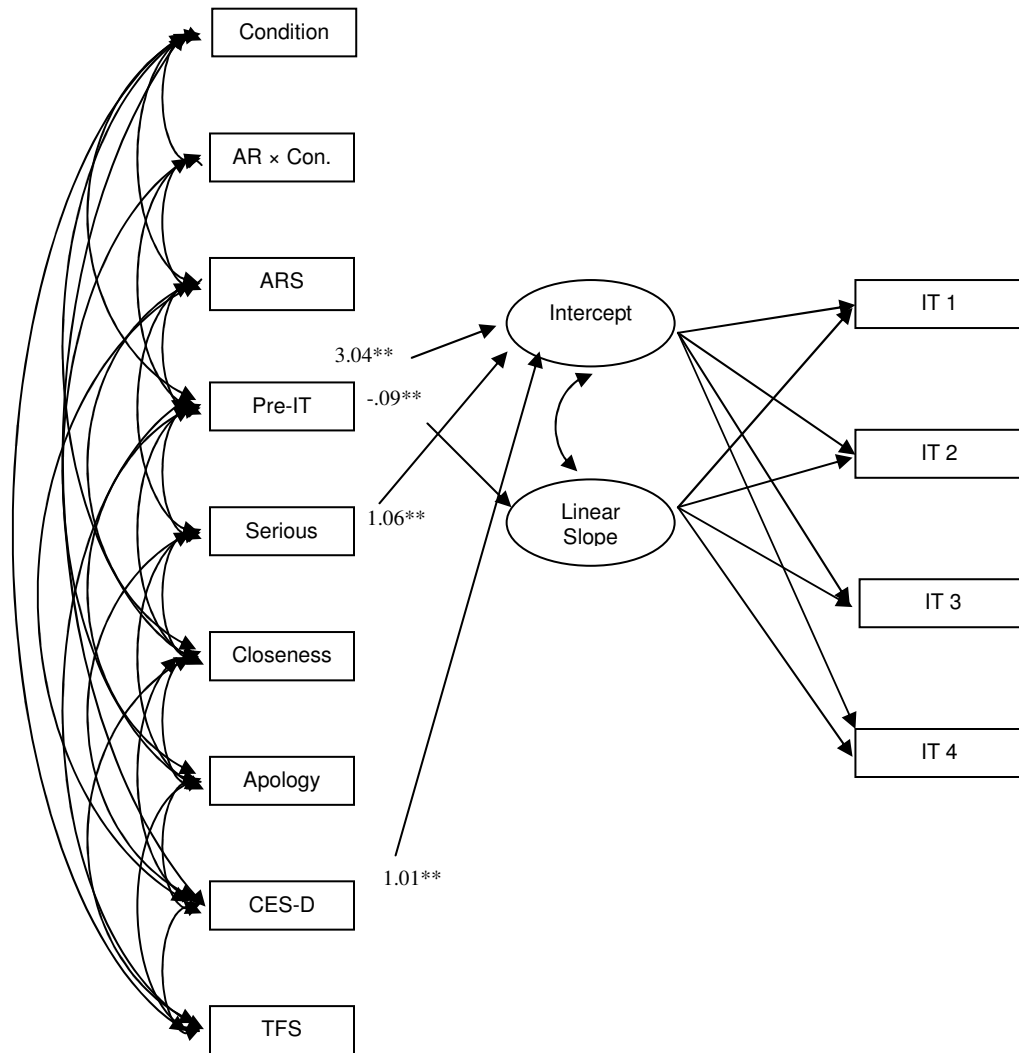 Condition
AR × Con.
ARS
Pre-IT
Serious
Closeness
Apology
CES-D
TFS
3.04**
-.09**
1.06**
1.01**
Intercept
Linear
Slope
IT 1
IT 2
IT 3
IT 4